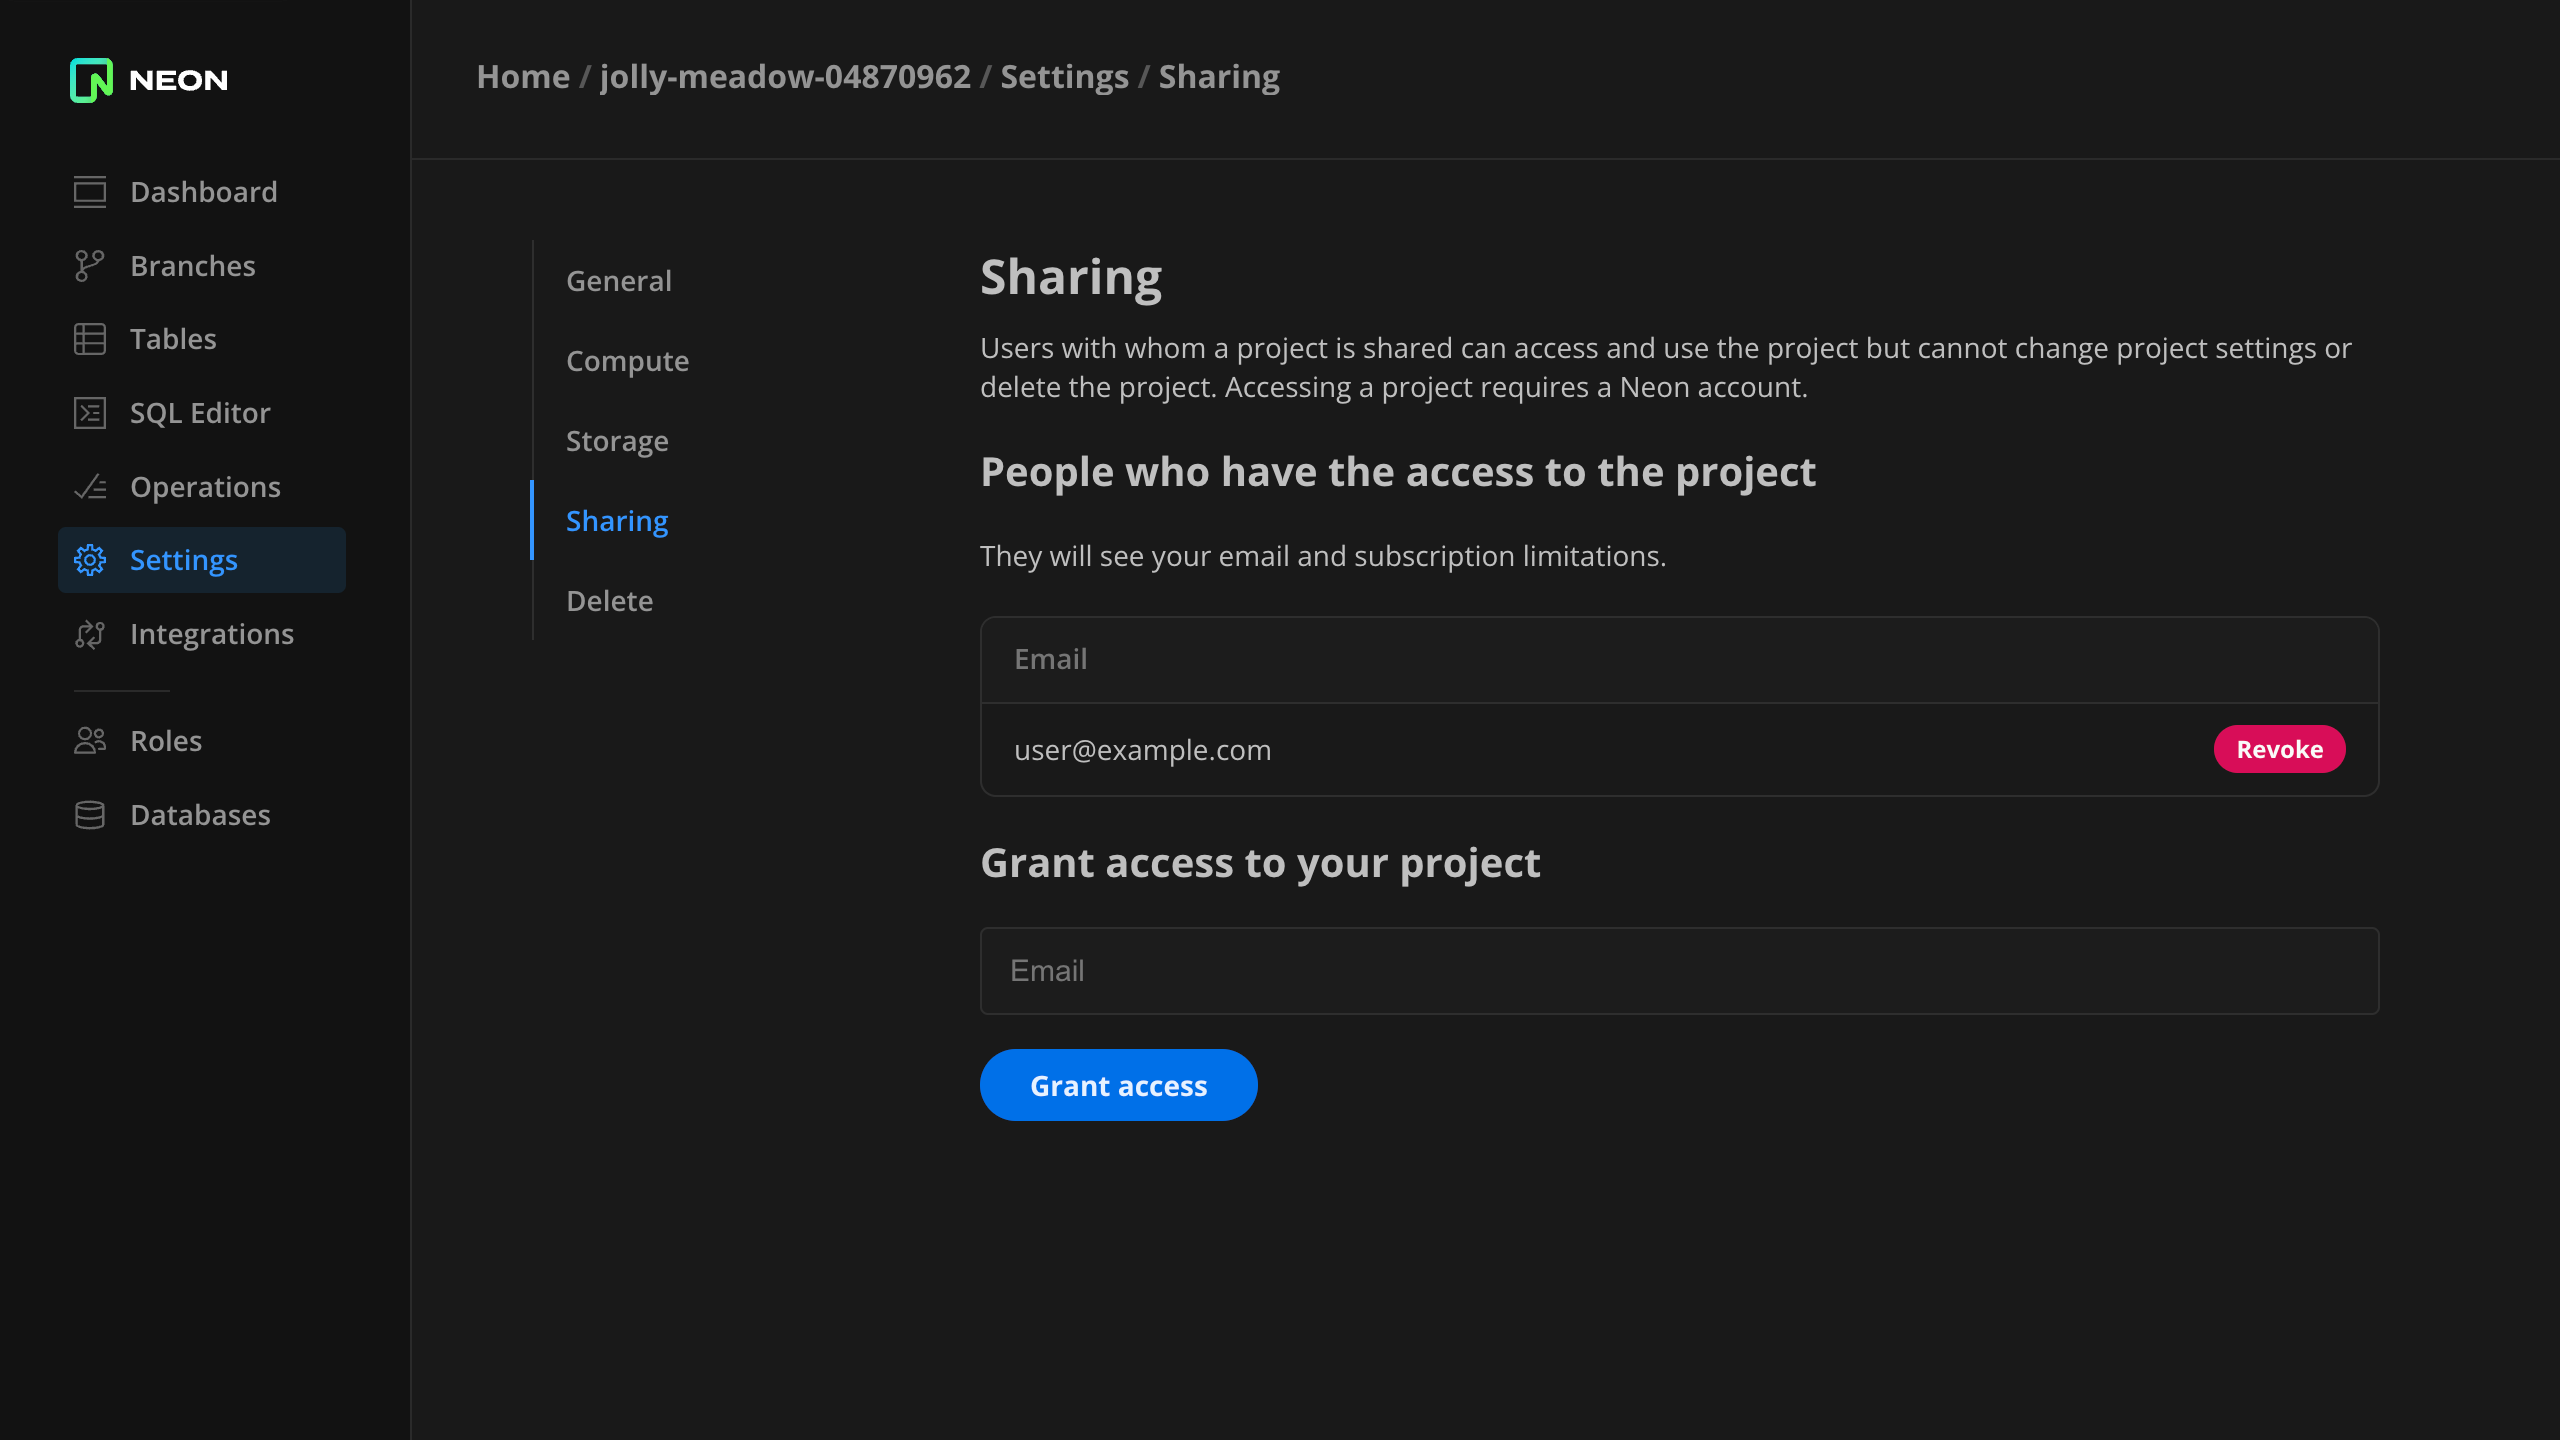 NEON
Dashboard
Branches
Tables
SQL Editor
Operations
Settings
Integrations
Roles
Databases
Home / jolly-meadow-04870962 / Settings / Sharing
General
Compute
Storage
Sharing
Delete
Sharing
Users with whom a project is shared can access and use the project but cannot change project settings or
delete the project. Accessing a project requires a Neon account.
People who have the access to the project
They will see your email and subscription limitations.
Email
user@example.com Revoke
Grant access to your project
Email
Grant access